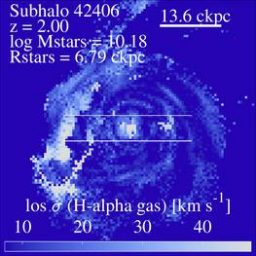 Subhalo 42406
13.6 ckpc
z = 2.00
log Mstars = 10.18
Rstars = 6.79 ckpc
los σ (H-alpha gas) [km s⁻¹]
10 20 30 40